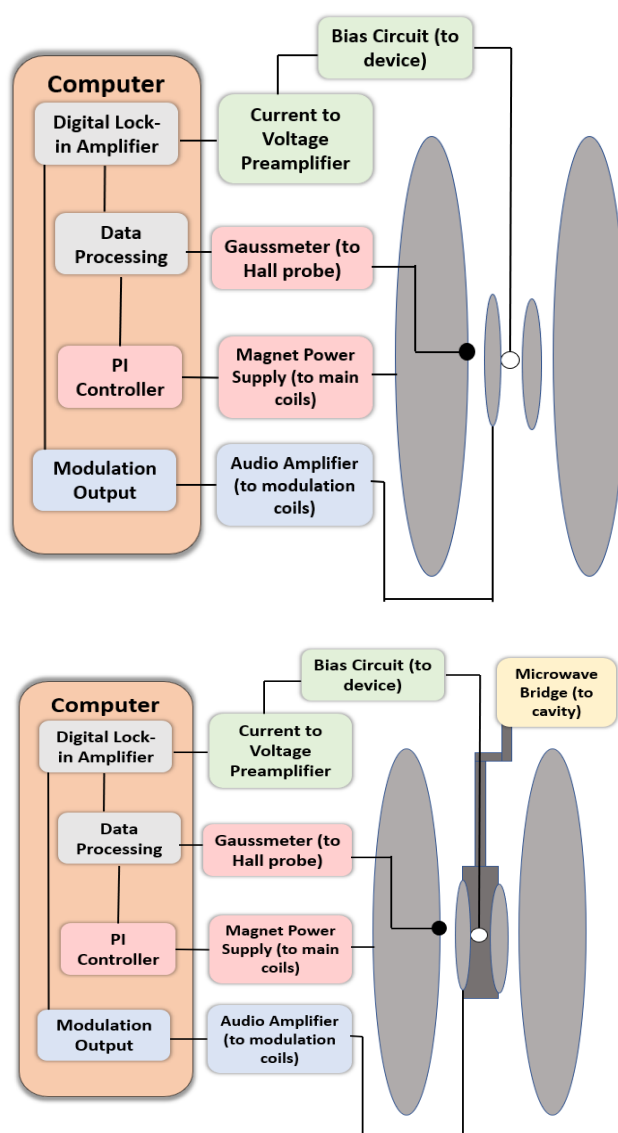 Bias Circuit (to
device)
Computer
Digital Lock-
in Amplifier
Current to
Voltage
Preamplifier
Data
Processing
Gaussmeter (to
Hall probe)
PI
Controller
Magnet Power
Supply (to main
coils)
Modulation
Output
Audio Amplifier
(to modulation
coils)
Bias Circuit (to
device)
Microwave
Bridge (to
cavity)
Computer
Digital Lock-
in Amplifier
Current to
Voltage
Preamplifier
Data
Processing
Gaussmeter (to
Hall probe)
PI
Controller
Magnet Power
Supply (to main
coils)
Modulation
Output
Audio Amplifier
(to modulation
coils)